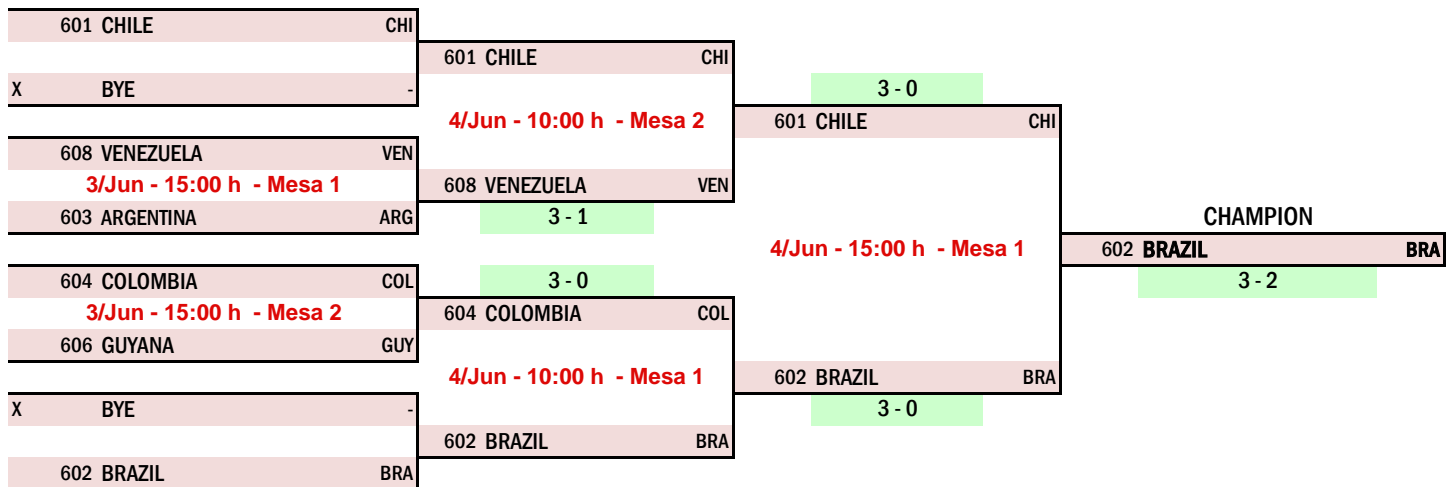 601 CHILE CHI
X BYE -
608 VENEZUELA VEN
3/Jun - 15:00 h - Mesa 1
603 ARGENTINA ARG
604 COLOMBIA COL
3/Jun - 15:00 h - Mesa 2
606 GUYANA GUY
X BYE -
602 BRAZIL BRA
601 CHILE CHI
4/Jun - 10:00 h - Mesa 2
608 VENEZUELA VEN
3 - 1
3 - 0
604 COLOMBIA COL
4/Jun - 10:00 h - Mesa 1
602 BRAZIL BRA
3 - 0
601 CHILE CHI
4/Jun - 15:00 h - Mesa 1
602 BRAZIL BRA
3 - 0
CHAMPION
602 BRAZIL BRA
3 - 2